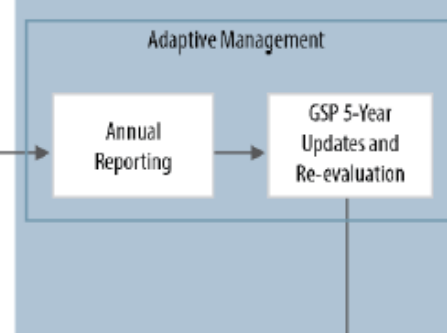 Adaptive Management
Annual
Reporting
GSP 5-Year
Updates and
Re-evaluation